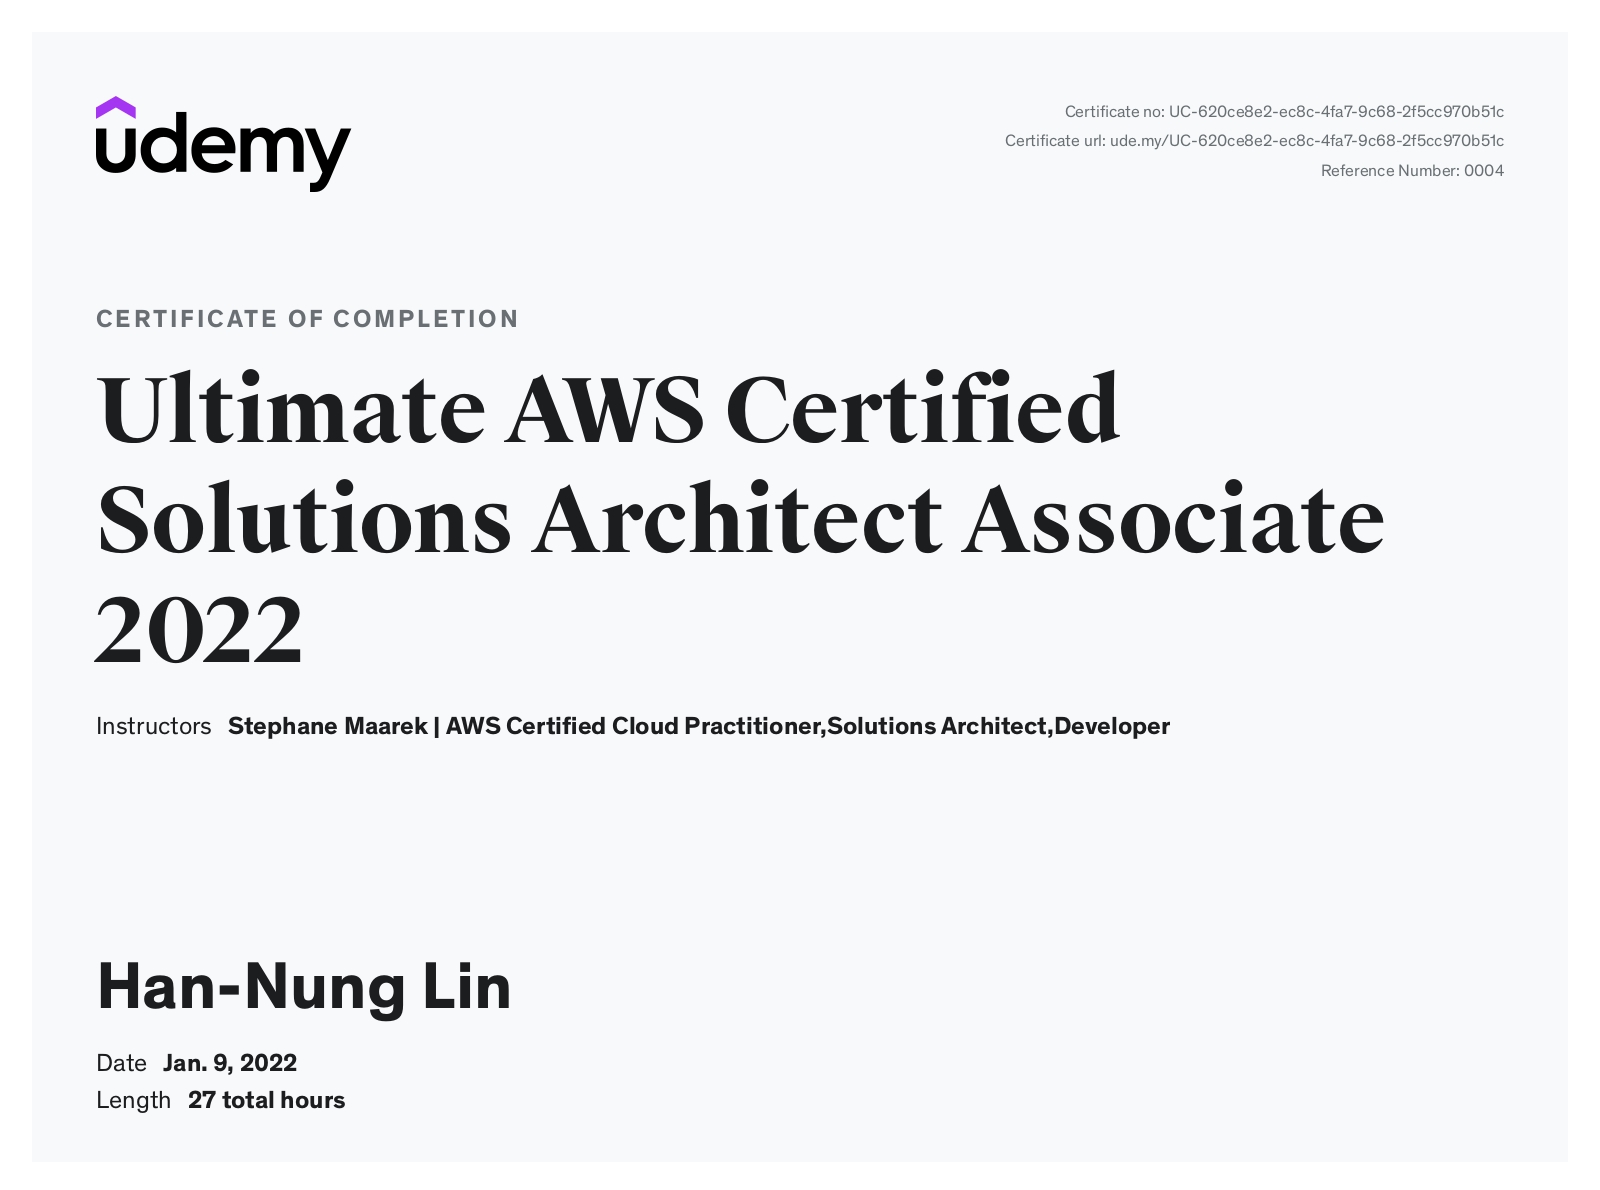 udemy
Certificate no: UC-620ce8e2-ec8c-4fa7-9c68-2f5cc970b51c
Certificate url: ude.my/UC-620ce8e2-ec8c-4fa7-9c68-2f5cc970b51c
Reference Number: 0004
CERTIFICATE OF COMPLETION
Ultimate AWS Certified
Solutions Architect Associate
2022
Instructors Stephane Maarek | AWS Certified Cloud Practitioner,Solutions Architect,Developer
Han-Nung Lin
Date Jan. 9, 2022
Length 27 total hours